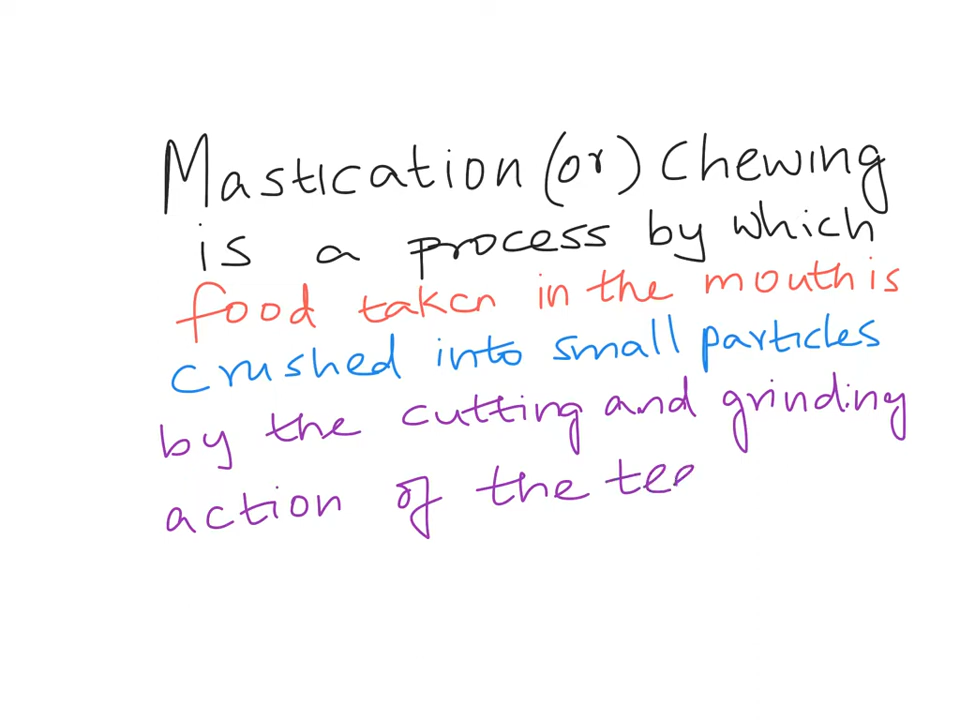 Mastication (or) Chewing
is a process by which
food taken in the mouth is
crushed into small particles
by the cutting and grinding
action of the tee